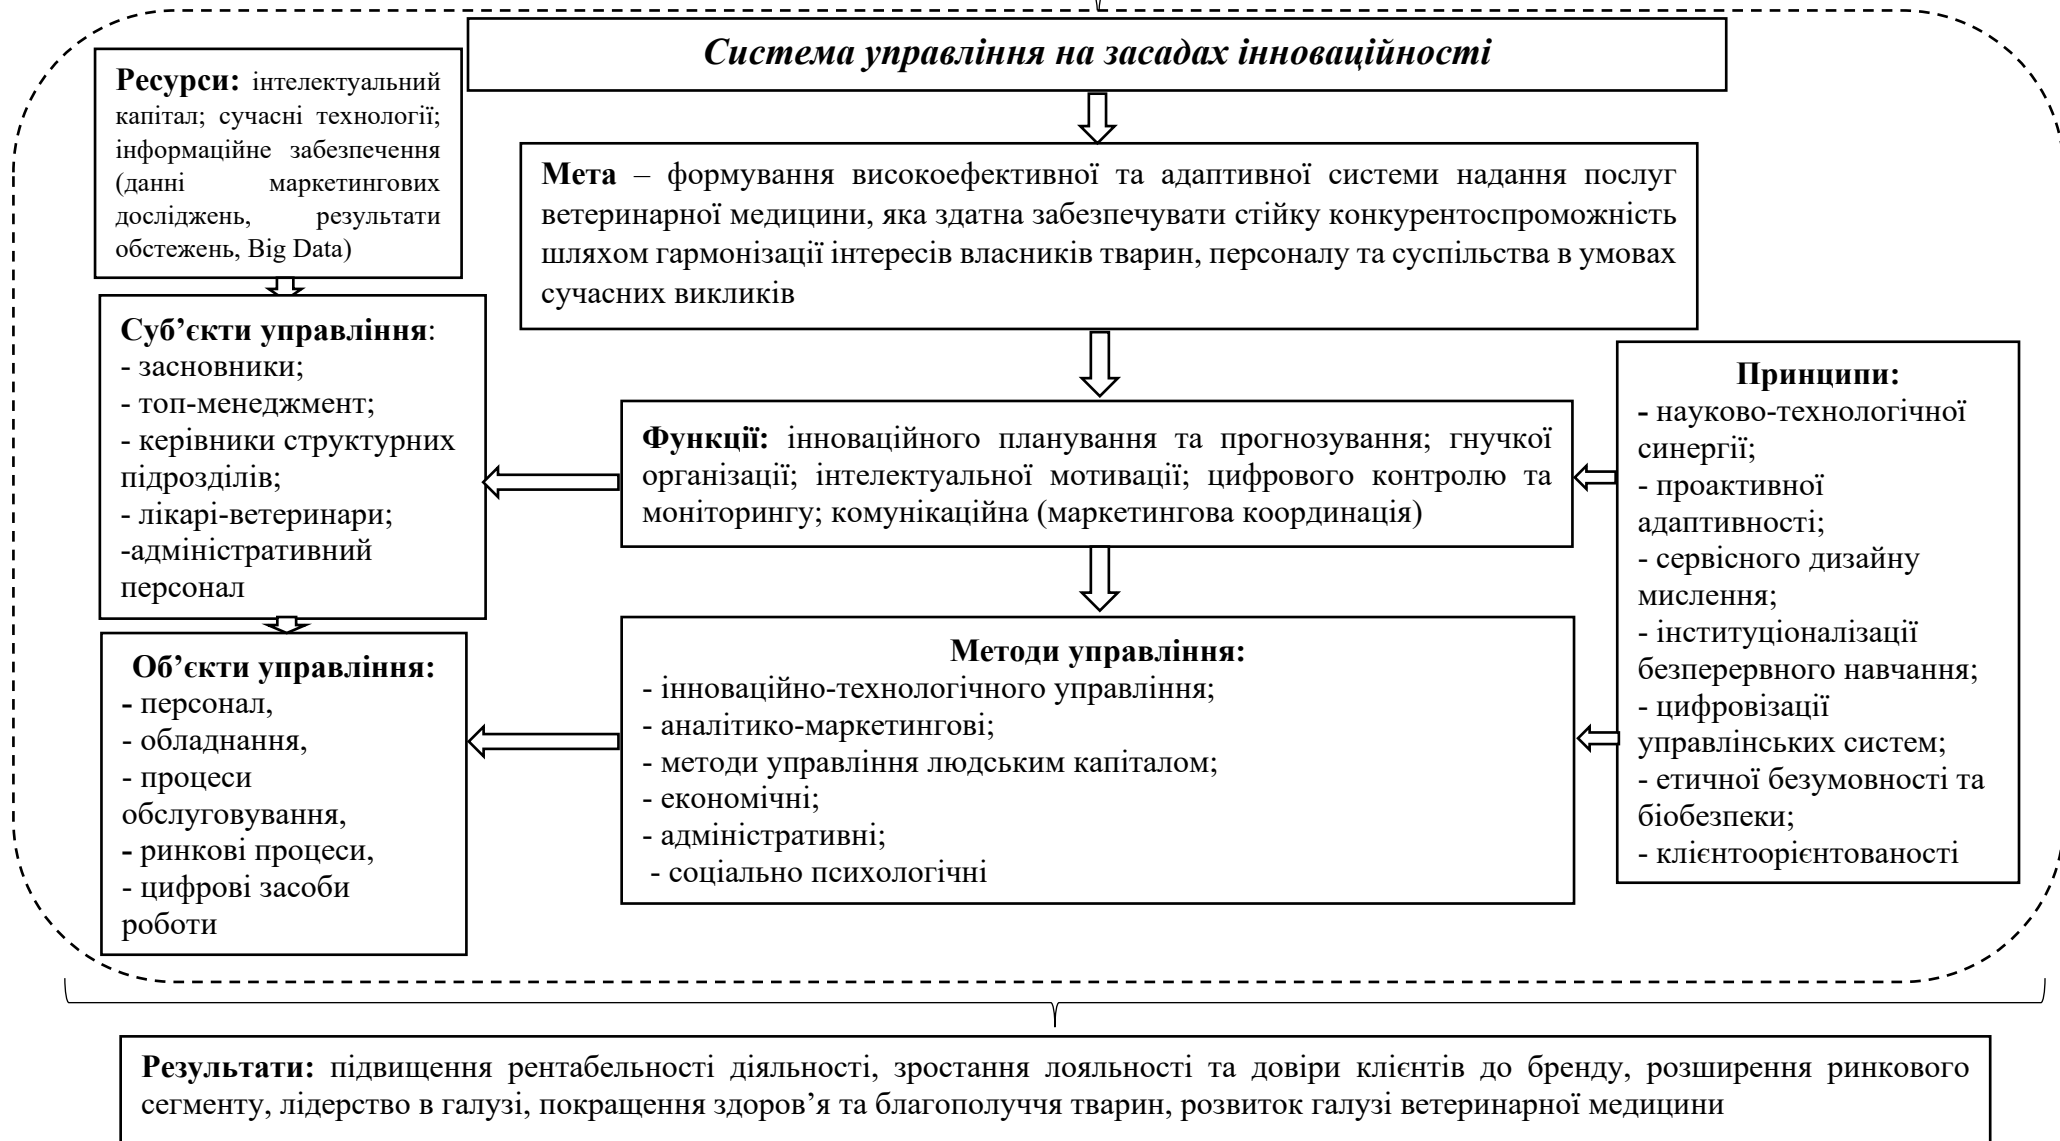 Система управління на засадах інноваційності
Ресурси: інтелектуальний
капітал; сучасні технології;
інформаційне забезпечення
(данні маркетингових
досліджень, результати
обстежень, Big Data)
Мета – формування високоефективної та адаптивної системи надання послуг
ветеринарної медицини, яка здатна забезпечувати стійку конкурентоспроможність
шляхом гармонізації інтересів власників тварин, персоналу та суспільства в умовах
сучасних викликів
Суб’єкти управління:
- засновники;
- топ-менеджмент;
- керівники структурних
підрозділів;
- лікарі-ветеринари;
-адміністративний
персонал
Функції: інноваційного планування та прогнозування; гнучкої
організації; інтелектуальної мотивації; цифрового контролю та
моніторингу; комунікаційна (маркетингова координація)
Принципи:
- науково-технологічної
синергії;
- проактивної
адаптивності;
- сервісного дизайну
мислення;
- інституціоналізації
безперервного навчання;
- цифровізації
управлінських систем;
- етичної безумовності та
біобезпеки;
- клієнтоорієнтованості
Об’єкти управління:
- персонал,
- обладнання,
- процеси
обслуговування,
- ринкові процеси,
- цифрові засоби
роботи
Методи управління:
- інноваційно-технологічного управління;
- аналітико-маркетингові;
- методи управління людським капіталом;
- економічні;
- адміністративні;
- соціально психологічні
Результати: підвищення рентабельності діяльності, зростання лояльності та довіри клієнтів до бренду, розширення ринкового
сегменту, лідерство в галузі, покращення здоров’я та благополуччя тварин, розвиток галузі ветеринарної медицини